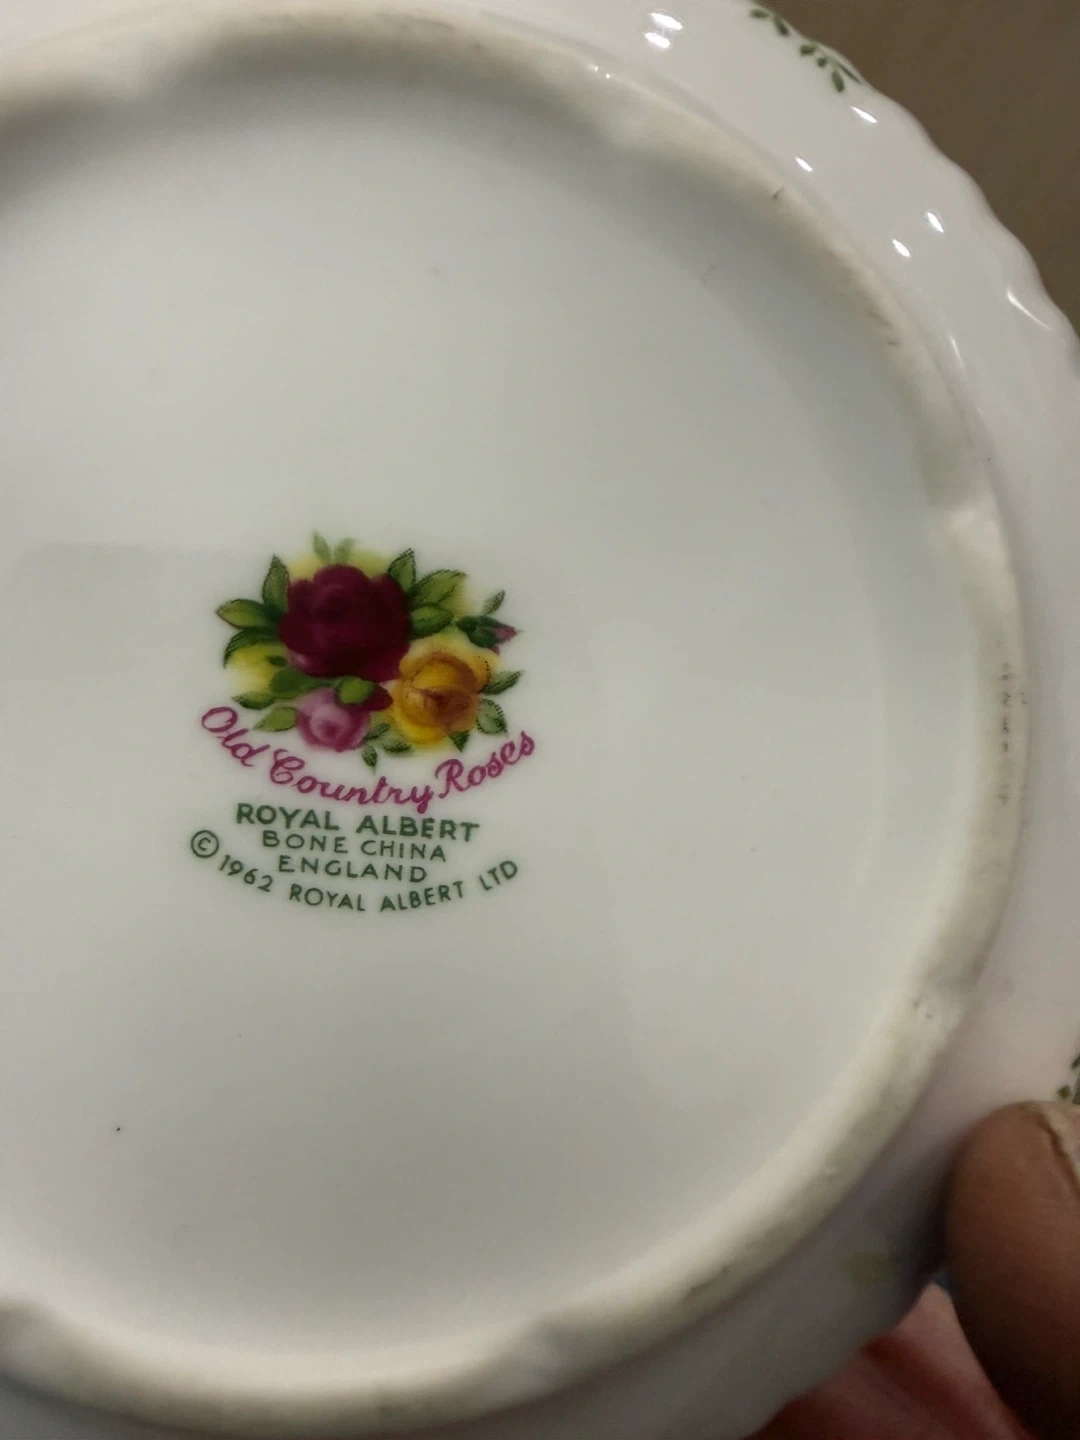 Old Country Roses
ROYAL ALBERT
BONE CHINA
ENGLAND
© 1962 ROYAL ALBERT LTD